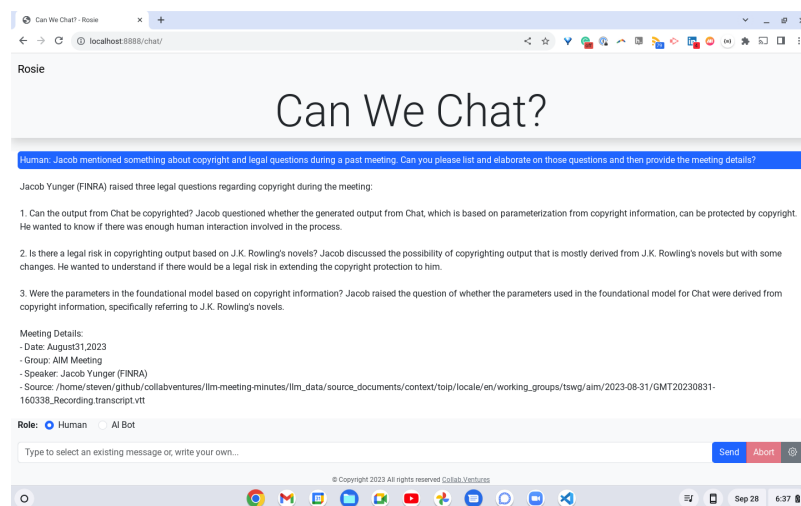 Can We Chat? - Rosie
localhost:8888/chat/
Rosie
Can We Chat?
Human: Jacob mentioned something about copyright and legal questions during a past meeting. Can you please list and elaborate on those questions and then provide the meeting details?
Jacob Yunger (FINRA) raised three legal questions regarding copyright during the meeting:
1. Can the output from Chat be copyrighted? Jacob questioned whether the generated output from Chat, which is based on parameterization from copyright information, can be protected by copyright.
He wanted to know if there was enough human interaction involved in the process.
2. Is there a legal risk in copyrighting output based on J.K. Rowling's novels? Jacob discussed the possibility of copyrighting output that is mostly derived from J.K. Rowling's novels but with some
changes. He wanted to understand if there would be a legal risk in extending the copyright protection to him.
3. Were the parameters in the foundational model based on copyright information? Jacob raised the question of whether the parameters used in the foundational model for Chat were derived from
copyright information, specifically referring to J.K. Rowling's novels.
Meeting Details:
- Date: August31,2023
- Group: AIM Meeting
- Speaker: Jacob Yunger (FINRA)
- Source: /home/steven/github/collabventures/llm-meeting-minutes/llm_data/source_documents/context/toip/locale/en/working_groups/tswg/aim/2023-08-31/GMT20230831-
160338_Recording.transcript.vtt
Role: Human AI Bot
Type to select an existing message or, write your own...
Send Abort
© Copyright 2023 All rights reserved Collab.Ventures
Sep 28 6:37